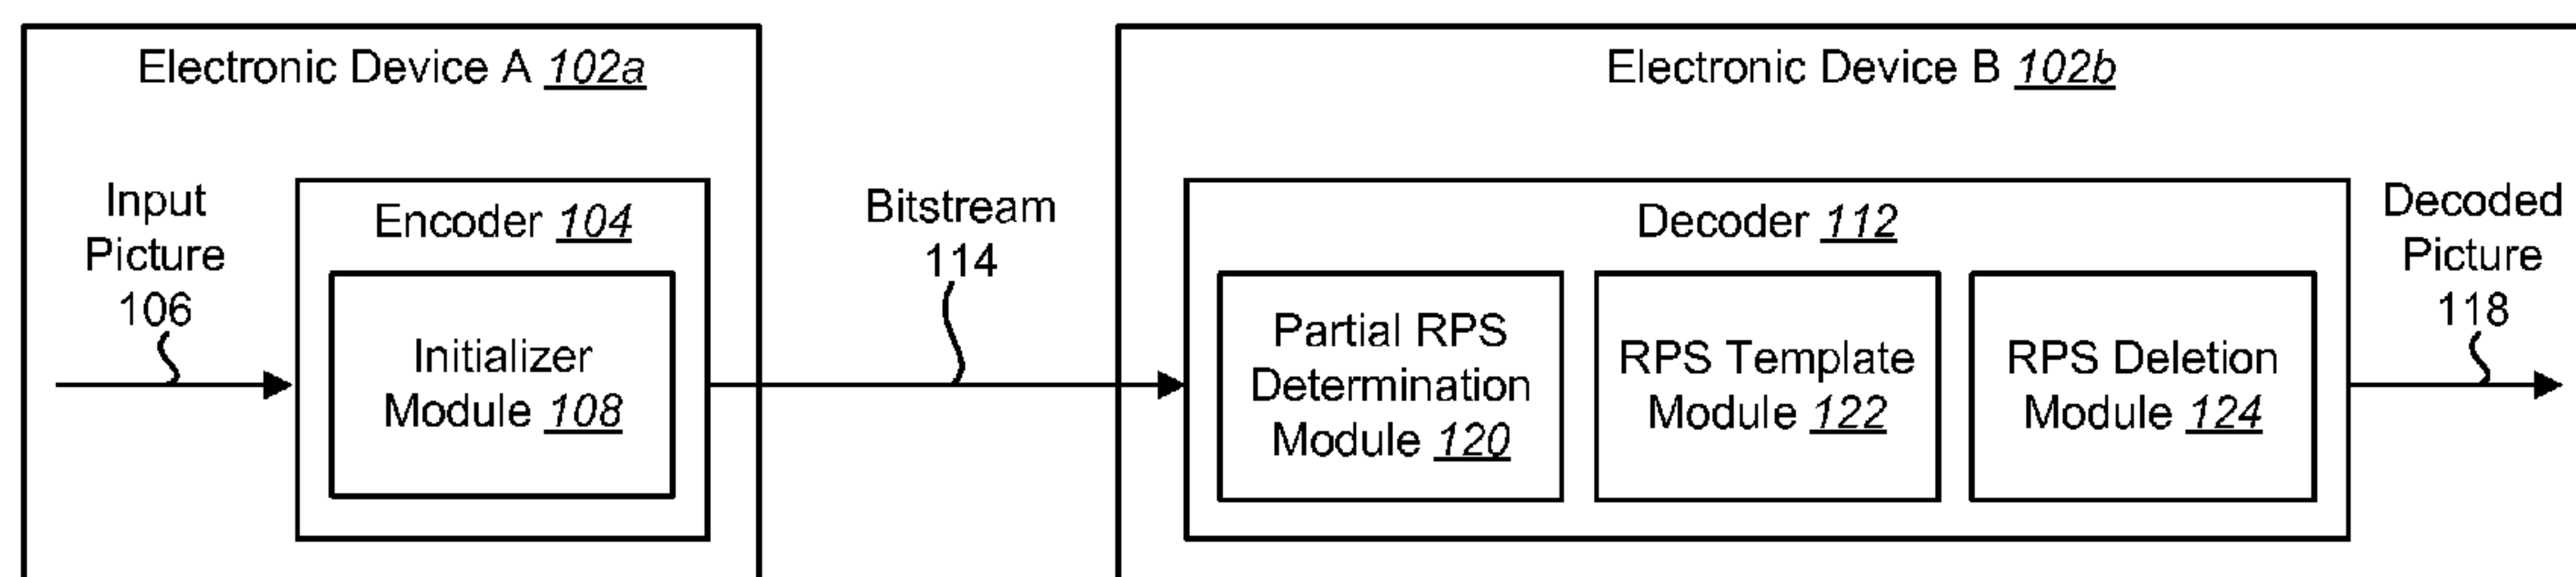 Electronic Device A 102a
Input
Picture
106
Encoder 104
Initializer
Module 108
Bitstream
114
Electronic Device B 102b
Decoder 112
Partial RPS
Determination
Module 120
RPS Template
Module 122
RPS Deletion
Module 124
Decoded
Picture
118